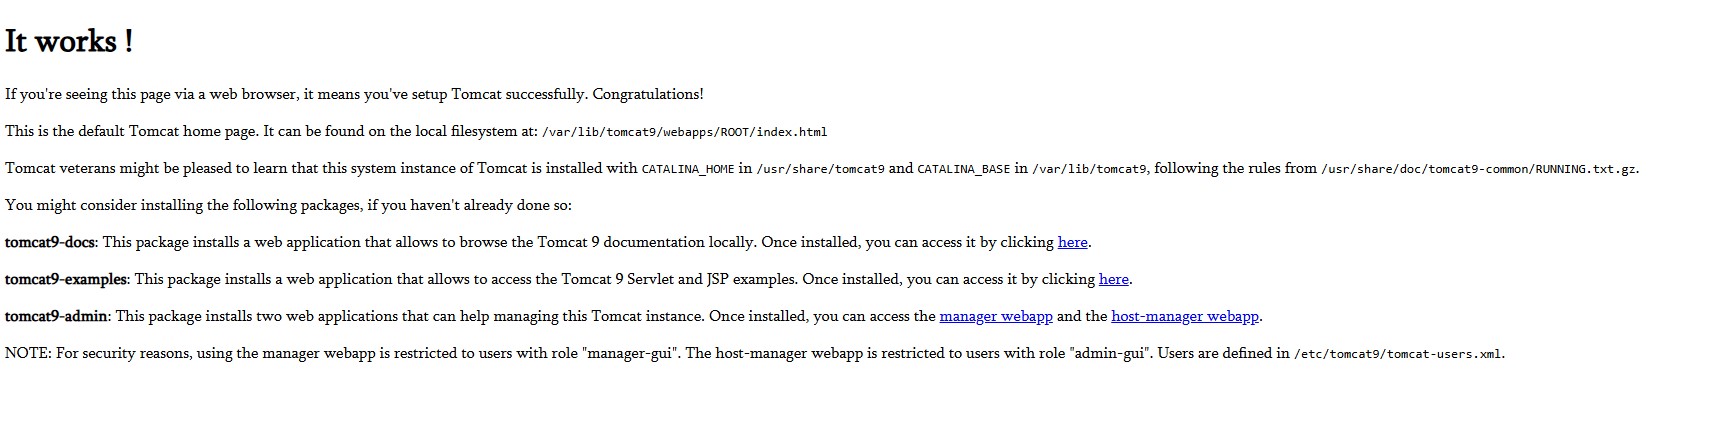 It works !
If you're seeing this page via a web browser, it means you've setup Tomcat successfully. Congratulations!
This is the default Tomcat home page. It can be found on the local filesystem at: /var/lib/tomcat9/webapps/ROOT/index.html
Tomcat veterans might be pleased to learn that this system instance of Tomcat is installed with CATALINA_HOME in /usr/share/tomcat9 and CATALINA_BASE in /var/lib/tomcat9, following the rules from /usr/share/doc/tomcat9-common/RUNNING.txt.gz.
You might consider installing the following packages, if you haven't already done so:
tomcat9-docs: This package installs a web application that allows to browse the Tomcat 9 documentation locally. Once installed, you can access it by clicking here.
tomcat9-examples: This package installs a web application that allows to access the Tomcat 9 Servlet and JSP examples. Once installed, you can access it by clicking here.
tomcat9-admin: This package installs two web applications that can help managing this Tomcat instance. Once installed, you can access the manager webapp and the host-manager webapp.
NOTE: For security reasons, using the manager webapp is restricted to users with role "manager-gui". The host-manager webapp is restricted to users with role "admin-gui". Users are defined in /etc/tomcat9/tomcat-users.xml.